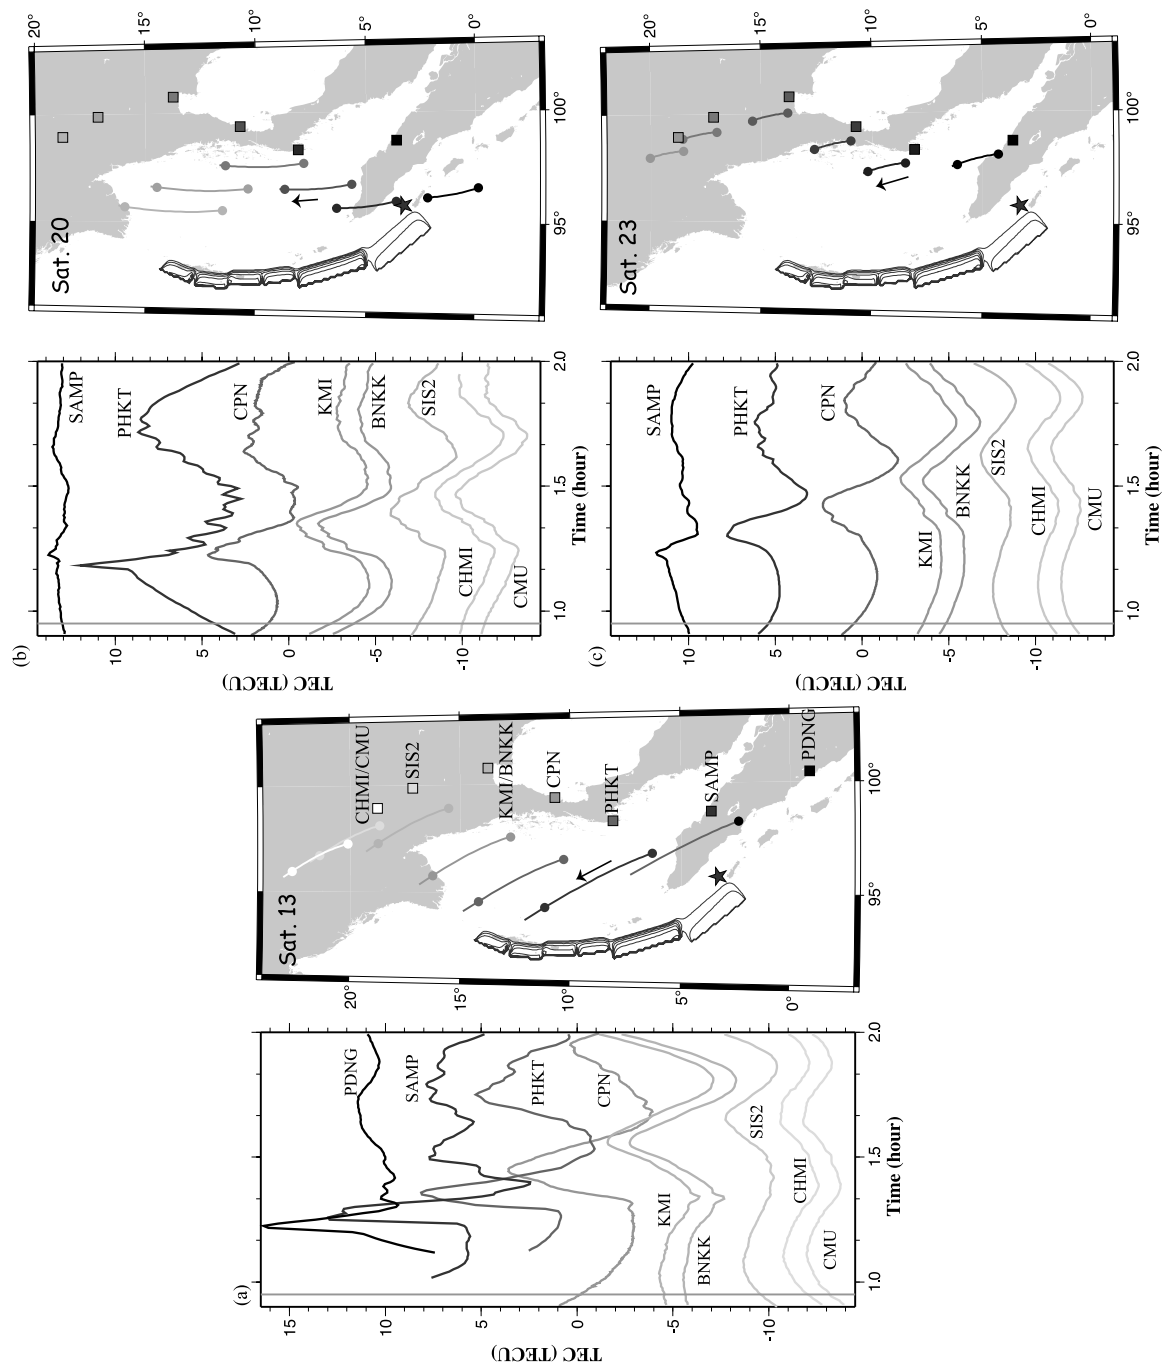 (a)
TEC (TECU)
15
10
5
0
-5
-10
PDNG
SAMP
PHKT
CPN
KMI
BNKK
SIS2
CHMI
CMU
1.0
1.5
2.0
Time (hour)
Sat. 13
CHMI/CMU
SIS2
KMI/BNKK
CPN
PHKT
SAMP
PDNG
20°
15°
10°
5°
0°
95°
100°
(b)
TEC (TECU)
10
5
0
-5
-10
SAMP
PHKT
CPN
KMI
BNKK
SIS2
CHMI
CMU
1.0
1.5
2.0
Time (hour)
Sat. 20
20°
15°
10°
5°
0°
95°
100°
(c)
TEC (TECU)
10
5
0
-5
-10
SAMP
PHKT
CPN
KMI
BNKK
SIS2
CHMI
CMU
1.0
1.5
2.0
Time (hour)
Sat. 23
20°
15°
10°
5°
0°
95°
100°